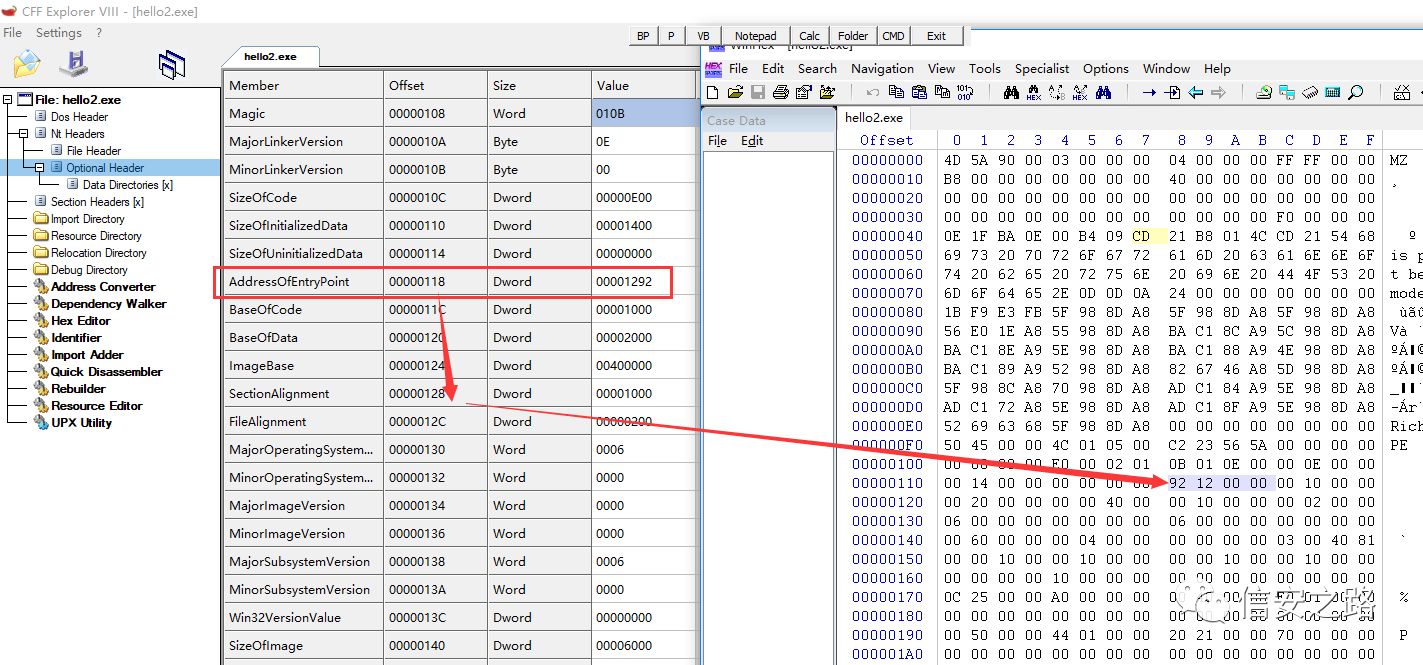 CFF Explorer VIII - [hello2.exe]
File Settings ?
File: hello2.exe
Dos Header
Nt Headers
File Header
Optional Header
Data Directories [x]
Section Headers [x]
Import Directory
Resource Directory
Relocation Directory
Debug Directory
Address Converter
Dependency Walker
Hex Editor
Identifier
Import Adder
Quick Disassembler
Rebuilder
Resource Editor
UPX Utility
hello2.exe
Member Offset Size Value
Magic 00000108 Word 010B
MajorLinkerVersion 0000010A Byte 0E
MinorLinkerVersion 0000010B Byte 00
SizeOfCode 0000010C Dword 00000E00
SizeOfInitializedData 00000110 Dword 00001400
SizeOfUninitializedData 00000114 Dword 00000000
AddressOfEntryPoint 00000118 Dword 00001292
BaseOfCode 0000011C Dword 00001000
BaseOfData 00000120 Dword 00002000
ImageBase 00000124 Dword 00400000
SectionAlignment 00000128 Dword 00001000
FileAlignment 0000012C Dword 00000200
MajorOperatingSystem... 00000130 Word 0006
MinorOperatingSystem... 00000132 Word 0000
MajorImageVersion 00000134 Word 0000
MinorImageVersion 00000136 Word 0000
MajorSubsystemVersion 00000138 Word 0006
MinorSubsystemVersion 0000013A Word 0000
Win32VersionValue 0000013C Dword 00000000
SizeOfImage 00000140 Dword 00006000
BP P VB Notepad Calc Folder CMD Exit
WinHex - [hello2.exe]
File Edit Search Navigation View Tools Specialist Options Window Help
Case Data
File Edit
hello2.exe
Offset 0 1 2 3 4 5 6 7 8 9 A B C D E F
00000000 4D 5A 90 00 03 00 00 00 04 00 00 00 FF FF 00 00 MZ
00000010 B8 00 00 00 00 00 00 00 40 00 00 00 00 00 00 00 ¸
00000020 00 00 00 00 00 00 00 00 00 00 00 00 00 00 00 00
00000030 00 00 00 00 00 00 00 00 00 00 00 00 F0 00 00 00
00000040 0E 1F BA 0E 00 B4 09 CD 21 B8 01 4C CD 21 54 68 º
00000050 69 73 20 70 72 6F 67 72 61 6D 20 63 61 6E 6E 6F is p
00000060 74 20 62 65 20 72 75 6E 20 69 6E 20 44 4F 53 20 t be
00000070 6D 6F 64 65 2E 0D 0D 0A 24 00 00 00 00 00 00 00 mode
00000080 1B F9 E3 FB 5F 98 8D A8 5F 98 8D A8 5F 98 8D A8 ùãû
00000090 56 E0 1E A8 55 98 8D A8 BA C1 8C A9 5C 98 8D A8 Và ¨
000000A0 BA C1 8E A9 5E 98 8D A8 BA C1 88 A9 4E 98 8D A8
000000B0 BA C1 89 A9 52 98 8D A8 82 67 46 A8 5D 98 8D A8
000000C0 5F 98 8C A8 70 98 8D A8 AD C1 84 A9 5E 98 8D A8
000000D0 AD C1 72 A8 5E 98 8D A8 AD C1 8F A9 5E 98 8D A8 -Ár¨
000000E0 52 69 63 68 5F 98 8D A8 00 00 00 00 00 00 00 00 Rich
000000F0 50 45 00 00 4C 01 05 00 C2 23 56 5A 00 00 00 00 PE
00000100 00 00 00 00 E0 00 02 01 0B 01 0E 00 00 0E 00 00
00000110 00 14 00 00 00 00 00 00 92 12 00 00 00 10 00 00
00000120 00 20 00 00 00 00 40 00 00 10 00 00 00 02 00 00
00000130 06 00 00 00 00 00 00 00 06 00 00 00 00 00 00 00
00000140 00 60 00 00 00 04 00 00 00 00 00 00 03 00 40 81 `
00000150 00 00 10 00 00 10 00 00 00 00 10 00 00 10 00 00
00000160 00 00 00 00 10 00 00 00 00 00 00 00 00 00 00 00
00000170 0C 25 00 00 A0 00 00 00 %
00000180 00 00 00 00 00 00 00 00 00 00 00 00 00 00 00 00
00000190 00 50 00 00 44 01 00 00 20 21 00 00 70 00 00 00 P
000001A0 00 00 00 00 00 00 00 00 00 00 00 00 00 00 00 00
信安之路